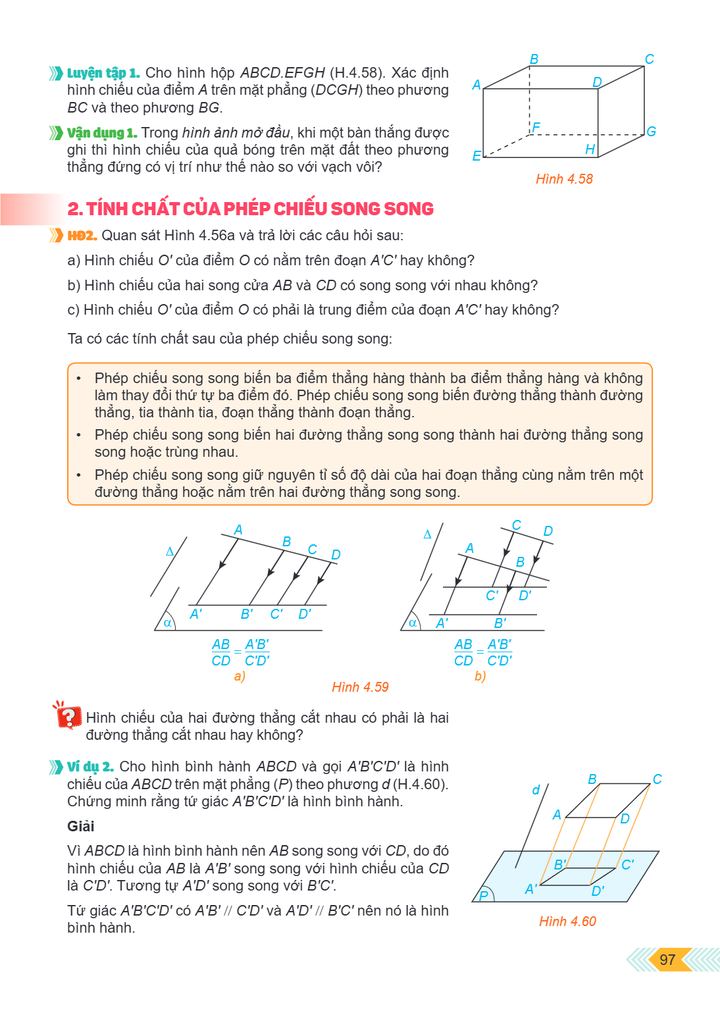 Luyện tập 1. Cho hình hộp ABCD.EFGH (H.4.58). Xác định
hình chiếu của điểm A trên mặt phẳng (DCGH) theo phương
BC và theo phương BG.
Vận dụng 1. Trong hình ảnh mở đầu, khi một bàn thắng được
ghi thì hình chiếu của quả bóng trên mặt đất theo phương
thẳng đứng có vị trí như thế nào so với vạch vôi?
B
C
A
D
F
G
E
H
Hình 4.58
2. TÍNH CHẤT CỦA PHÉP CHIẾU SONG SONG
HĐ2. Quan sát Hình 4.56a và trả lời các câu hỏi sau:
a) Hình chiếu O' của điểm O có nằm trên đoạn A'C' hay không?
b) Hình chiếu của hai song cửa AB và CD có song song với nhau không?
c) Hình chiếu O' của điểm O có phải là trung điểm của đoạn A'C' hay không?
Ta có các tính chất sau của phép chiếu song song:
• Phép chiếu song song biến ba điểm thẳng hàng thành ba điểm thẳng hàng và không
làm thay đổi thứ tự ba điểm đó. Phép chiếu song song biến đường thẳng thành đường
thẳng, tia thành tia, đoạn thẳng thành đoạn thẳng.
• Phép chiếu song song biến hai đường thẳng song song thành hai đường thẳng song
song hoặc trùng nhau.
• Phép chiếu song song giữ nguyên tỉ số độ dài của hai đoạn thẳng cùng nằm trên một
đường thẳng hoặc nằm trên hai đường thẳng song song.
Δ
A
B
C
D
α
A'
B'
C'
D'
AB/CD = A'B'/C'D'
a)
Δ
C
D
A
B
C'
D'
α
A'
B'
AB/CD = A'B'/C'D'
b)
Hình 4.59
?
Hình chiếu của hai đường thẳng cắt nhau có phải là hai
đường thẳng cắt nhau hay không?
Ví dụ 2. Cho hình bình hành ABCD và gọi A'B'C'D' là hình
chiếu của ABCD trên mặt phẳng (P) theo phương d (H.4.60).
Chứng minh rằng tứ giác A'B'C'D' là hình bình hành.
Giải
Vì ABCD là hình bình hành nên AB song song với CD, do đó
hình chiếu của AB là A'B' song song với hình chiếu của CD
là C'D'. Tương tự A'D' song song với B'C'.
Tứ giác A'B'C'D' có A'B' // C'D' và A'D' // B'C' nên nó là hình
bình hành.
d
B
C
A
D
B'
C'
A'
D'
P
Hình 4.60
97